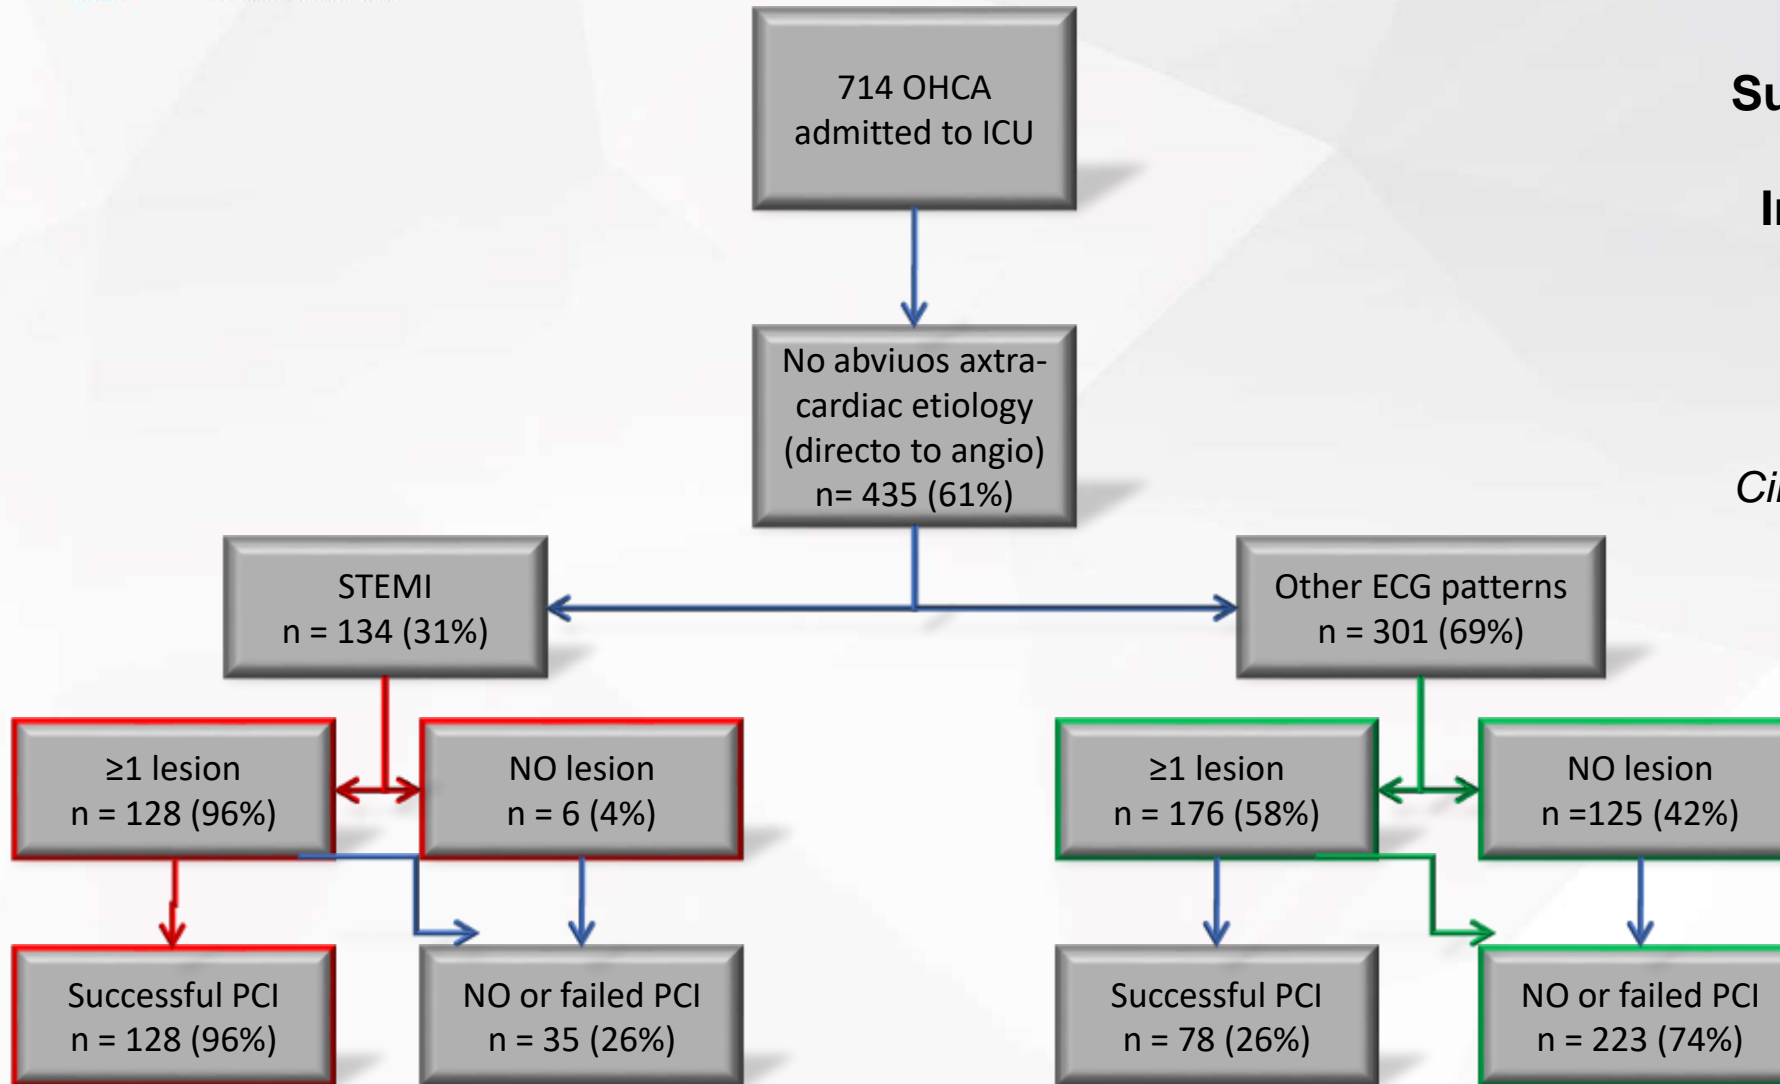 714 OHCA
admitted to ICU
No abviuos axtra-
cardiac etiology
(directo to angio)
n= 435 (61%)
STEMI
n = 134 (31%)
Other ECG patterns
n = 301 (69%)
≥1 lesion
n = 128 (96%)
NO lesion
n = 6 (4%)
≥1 lesion
n = 176 (58%)
NO lesion
n =125 (42%)
Successful PCI
n = 128 (96%)
NO or failed PCI
n = 35 (26%)
Successful PCI
n = 78 (26%)
NO or failed PCI
n = 223 (74%)